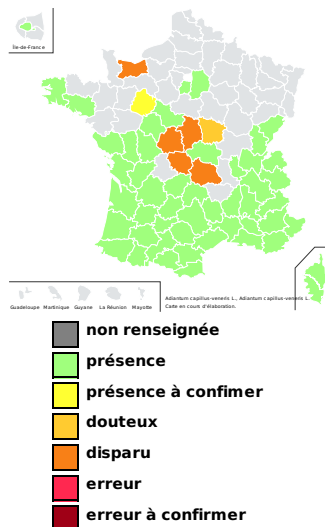 Île-de-France
Guadeloupe Martinique Guyane La Réunion Mayotte
Adiantum capillus-veneris L., Adiantum capillus-veneris L.
Carte en cours d'élaboration.
non renseignée
présence
présence à confimer
douteux
disparu
erreur
erreur à confirmer